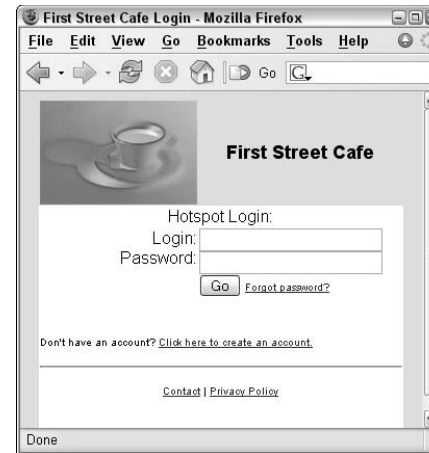 First Street Cafe Login - Mozilla Firefox
File Edit View Go Bookmarks Tools Help
Go G
First Street Cafe
Hotspot Login:
Login:
Password:
Go Forgot password?
Don't have an account? Click here to create an account.
Contact | Privacy Policy
Done